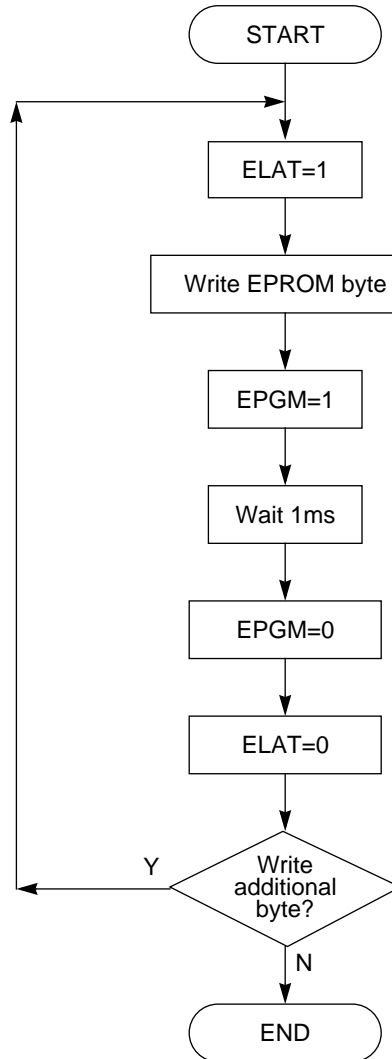 START
ELAT=1
Write EPROM byte
EPGM=1
Wait 1ms
EPGM=0
ELAT=0
Y
Write
additional
byte?
N
END